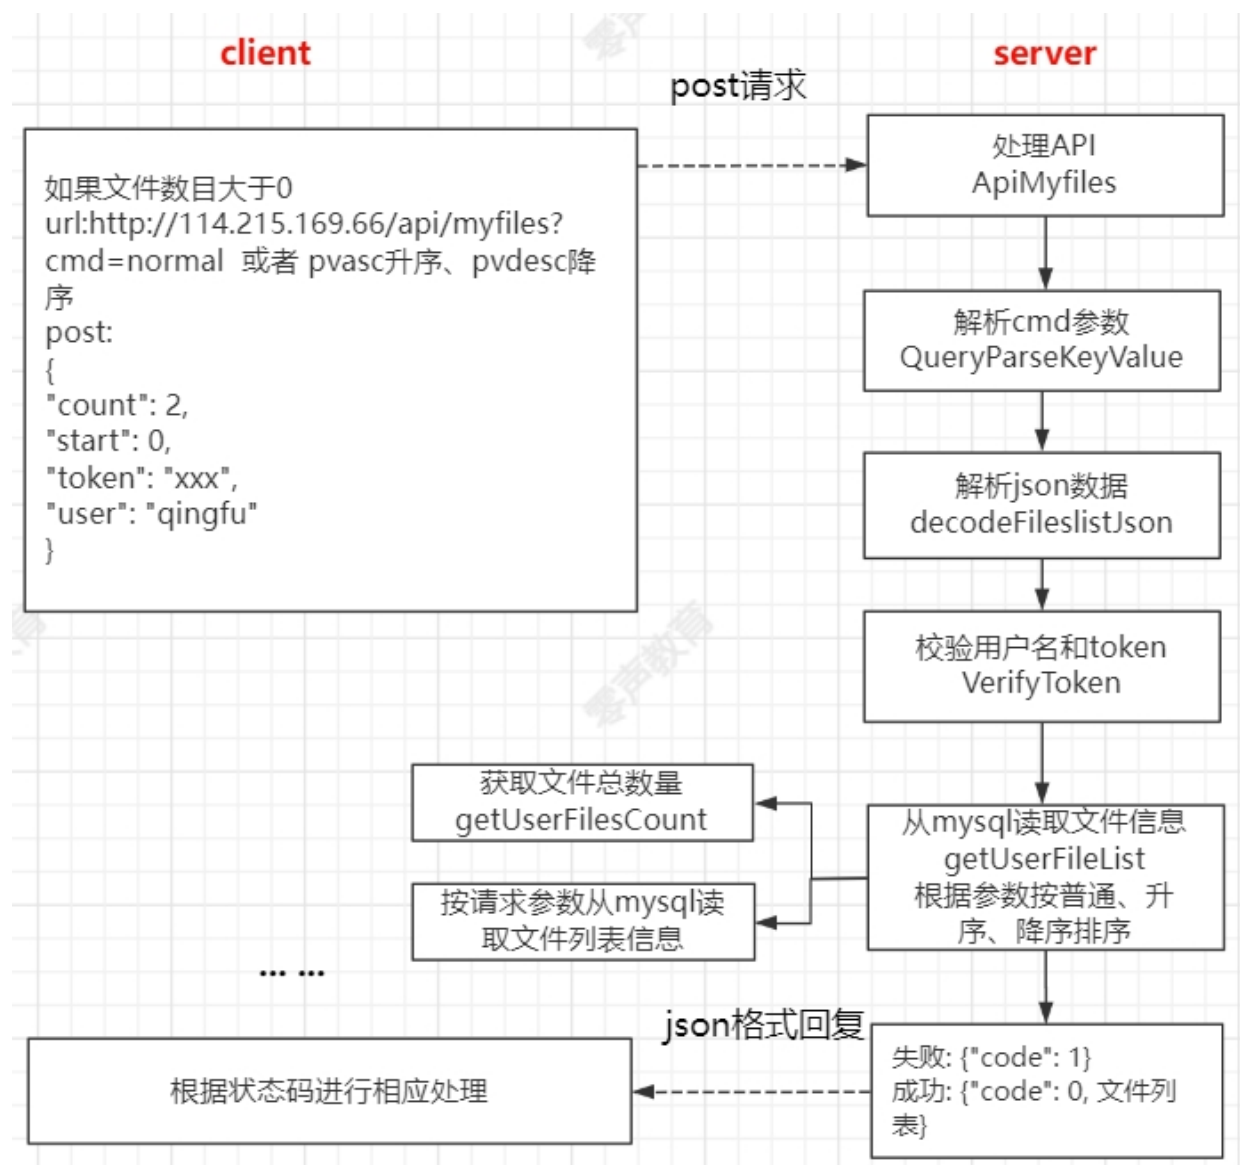 client
server
post请求
如果文件数目大于0
url:http://114.215.169.66/api/myfiles?
cmd=normal  或者 pvasc升序、pvdesc降
序
post:
{
"count": 2,
"start": 0,
"token": "xxx",
"user": "qingfu"
}
处理API
ApiMyfiles
解析cmd参数
QueryParseKeyValue
解析json数据
decodeFileslistJson
校验用户名和token
VerifyToken
获取文件总数量
getUserFilesCount
从mysql读取文件信息
getUserFileList
根据参数按普通、升
序、降序排序
按请求参数从mysql读
取文件列表信息
... ...
json格式回复
失败: {"code": 1}
成功: {"code": 0, 文件列
表}
根据状态码进行相应处理
零声教育